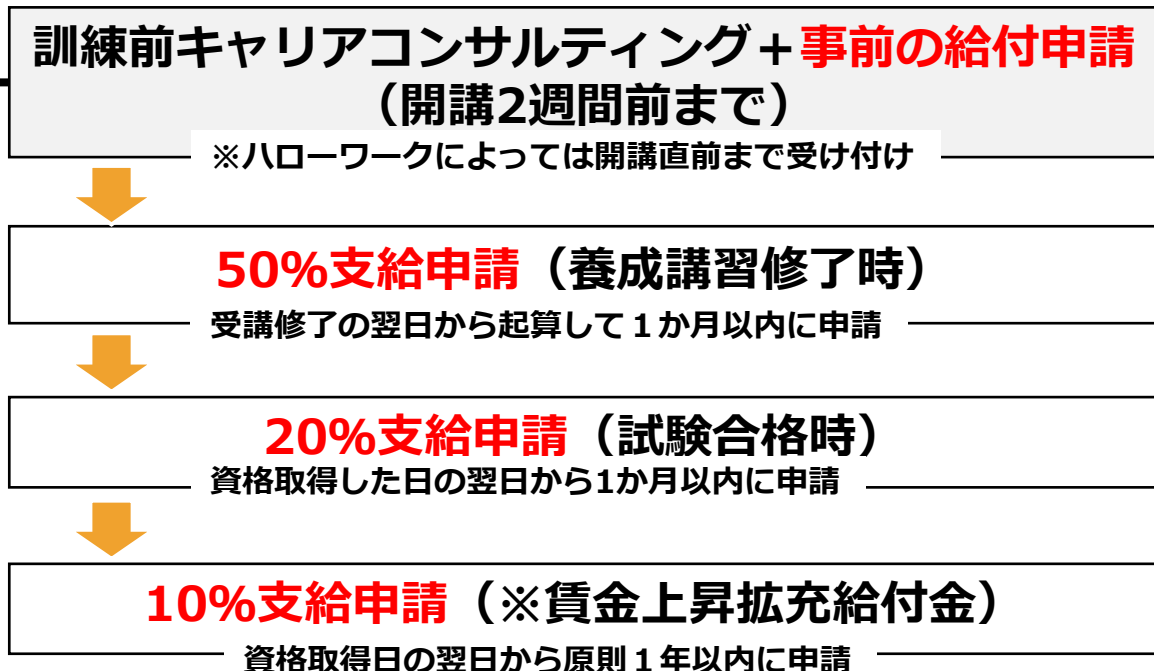 訓練前キャリアコンサルティング＋事前の給付申請
（開講2週間前まで）
※ハローワークによっては開講直前まで受け付け
50%支給申請（養成講習修了時）
受講修了の翌日から起算して１か月以内に申請
20%支給申請（試験合格時）
資格取得した日の翌日から1か月以内に申請
10%支給申請（※賃金上昇拡充給付金）
資格取得日の翌日から原則１年以内に申請